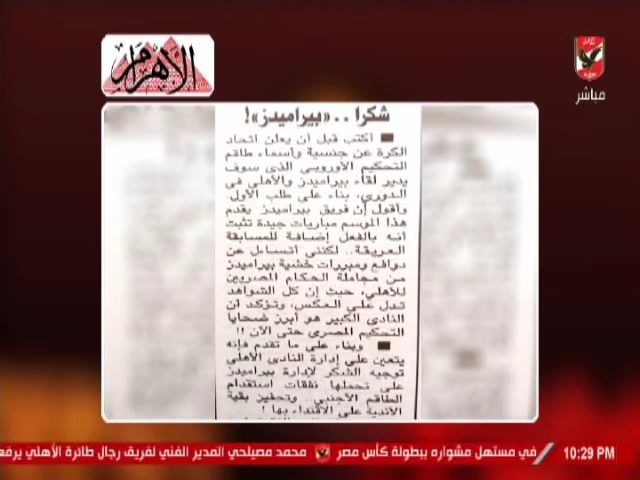 الأهرام
مباشر
شكرا .. «بيراميدز»!
أكتب قبل أن يعلن اتحاد
الكرة عن جنسية وأسماء طاقم
التحكيم الأوروبى الذى سوف
يدير لقاء بيراميدز والأهلى فى
الدورى، بناء على طلب الأول.
وأقول إن فريق بيراميدز يقدم
هذا الموسم مباريات جيدة تثبت
أنه بالفعل إضافة للمسابقة
العريقة.. لكننى أتساءل عن
دوافع ومبررات خشية بيراميدز
من مجاملة الحكام المصريين
للأهلى، حيث إن كل الشواهد
تدل على العكس، وتؤكد أن
النادى الكبير هو أبرز ضحايا
التحكيم المصرى حتى الآن !!
وبناء على ما تقدم فإنه
يتعين على إدارة النادى الأهلى
توجيه الشكر لإدارة بيراميدز
على تحملها نفقات استقدام
الطاقم الأجنبى.. وتحفيز بقية
الأندية على الاقتداء بها !
في مستهل مشواره ببطولة كأس مصر محمد مصيلحي المدير الفني لفريق رجال طائرة الأهلي يرفع
10:29 PM